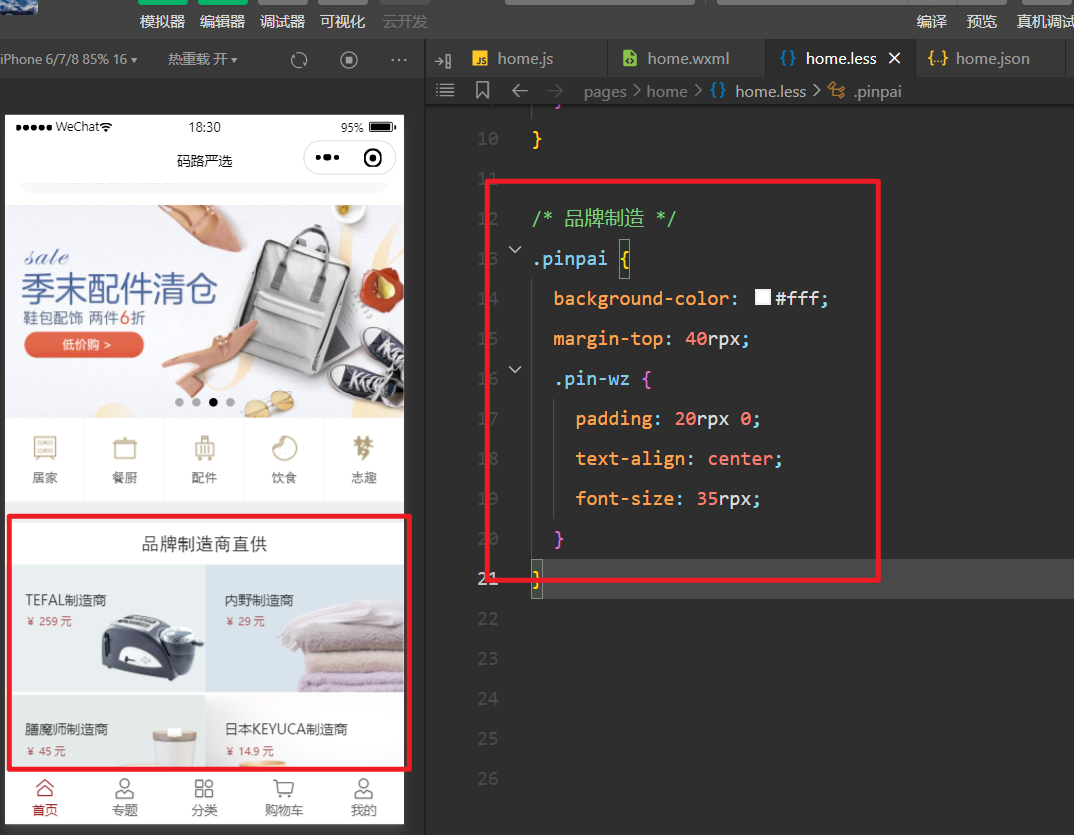 模拟器 编辑器 调试器 可视化 云开发 编译 预览 真机调试
iPhone 6/7/8 85% 16 热重载 开
home.js home.wxml home.less home.json
pages home home.less .pinpai
WeChat 18:30 95%
码路严选
sale
季末配件清仓
鞋包配饰 两件6折
低价购 >
居家 餐厨 配件 饮食 志趣
品牌制造商直供
TEFAL制造商 内野制造商
¥ 259 元 ¥ 29 元
膳魔师制造商 日本KEYUCA制造商
¥ 45 元 ¥ 14.9 元
首页 专题 分类 购物车 我的
10 }
11
12 /* 品牌制造 */
13 .pinpai {
14 background-color: #fff;
15 margin-top: 40rpx;
16 .pin-wz {
17 padding: 20rpx 0;
18 text-align: center;
19 font-size: 35rpx;
20 }
21 }
22
23
24
25
26